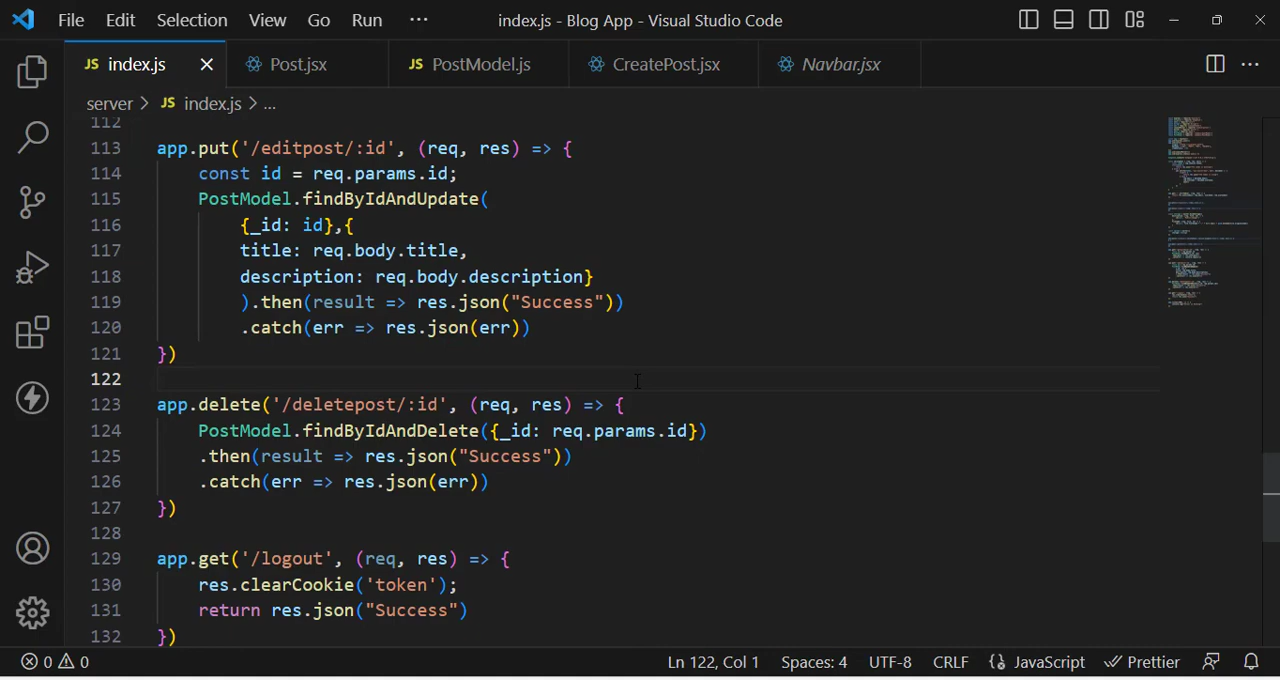 File Edit Selection View Go Run ··· index.js - Blog App - Visual Studio Code
JS index.js Post.jsx JS PostModel.js CreatePost.jsx Navbar.jsx
server > JS index.js > ...
112
113 app.put('/editpost/:id', (req, res) => {
114 const id = req.params.id;
115 PostModel.findByIdAndUpdate(
116 {_id: id},{
117 title: req.body.title,
118 description: req.body.description}
119 ).then(result => res.json("Success"))
120 .catch(err => res.json(err))
121 })
122
123 app.delete('/deletepost/:id', (req, res) => {
124 PostModel.findByIdAndDelete({_id: req.params.id})
125 .then(result => res.json("Success"))
126 .catch(err => res.json(err))
127 })
128
129 app.get('/logout', (req, res) => {
130 res.clearCookie('token');
131 return res.json("Success")
132 })
0 0 Ln 122, Col 1 Spaces: 4 UTF-8 CRLF JavaScript Prettier